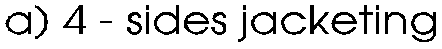 a) 4 - sides jacketing